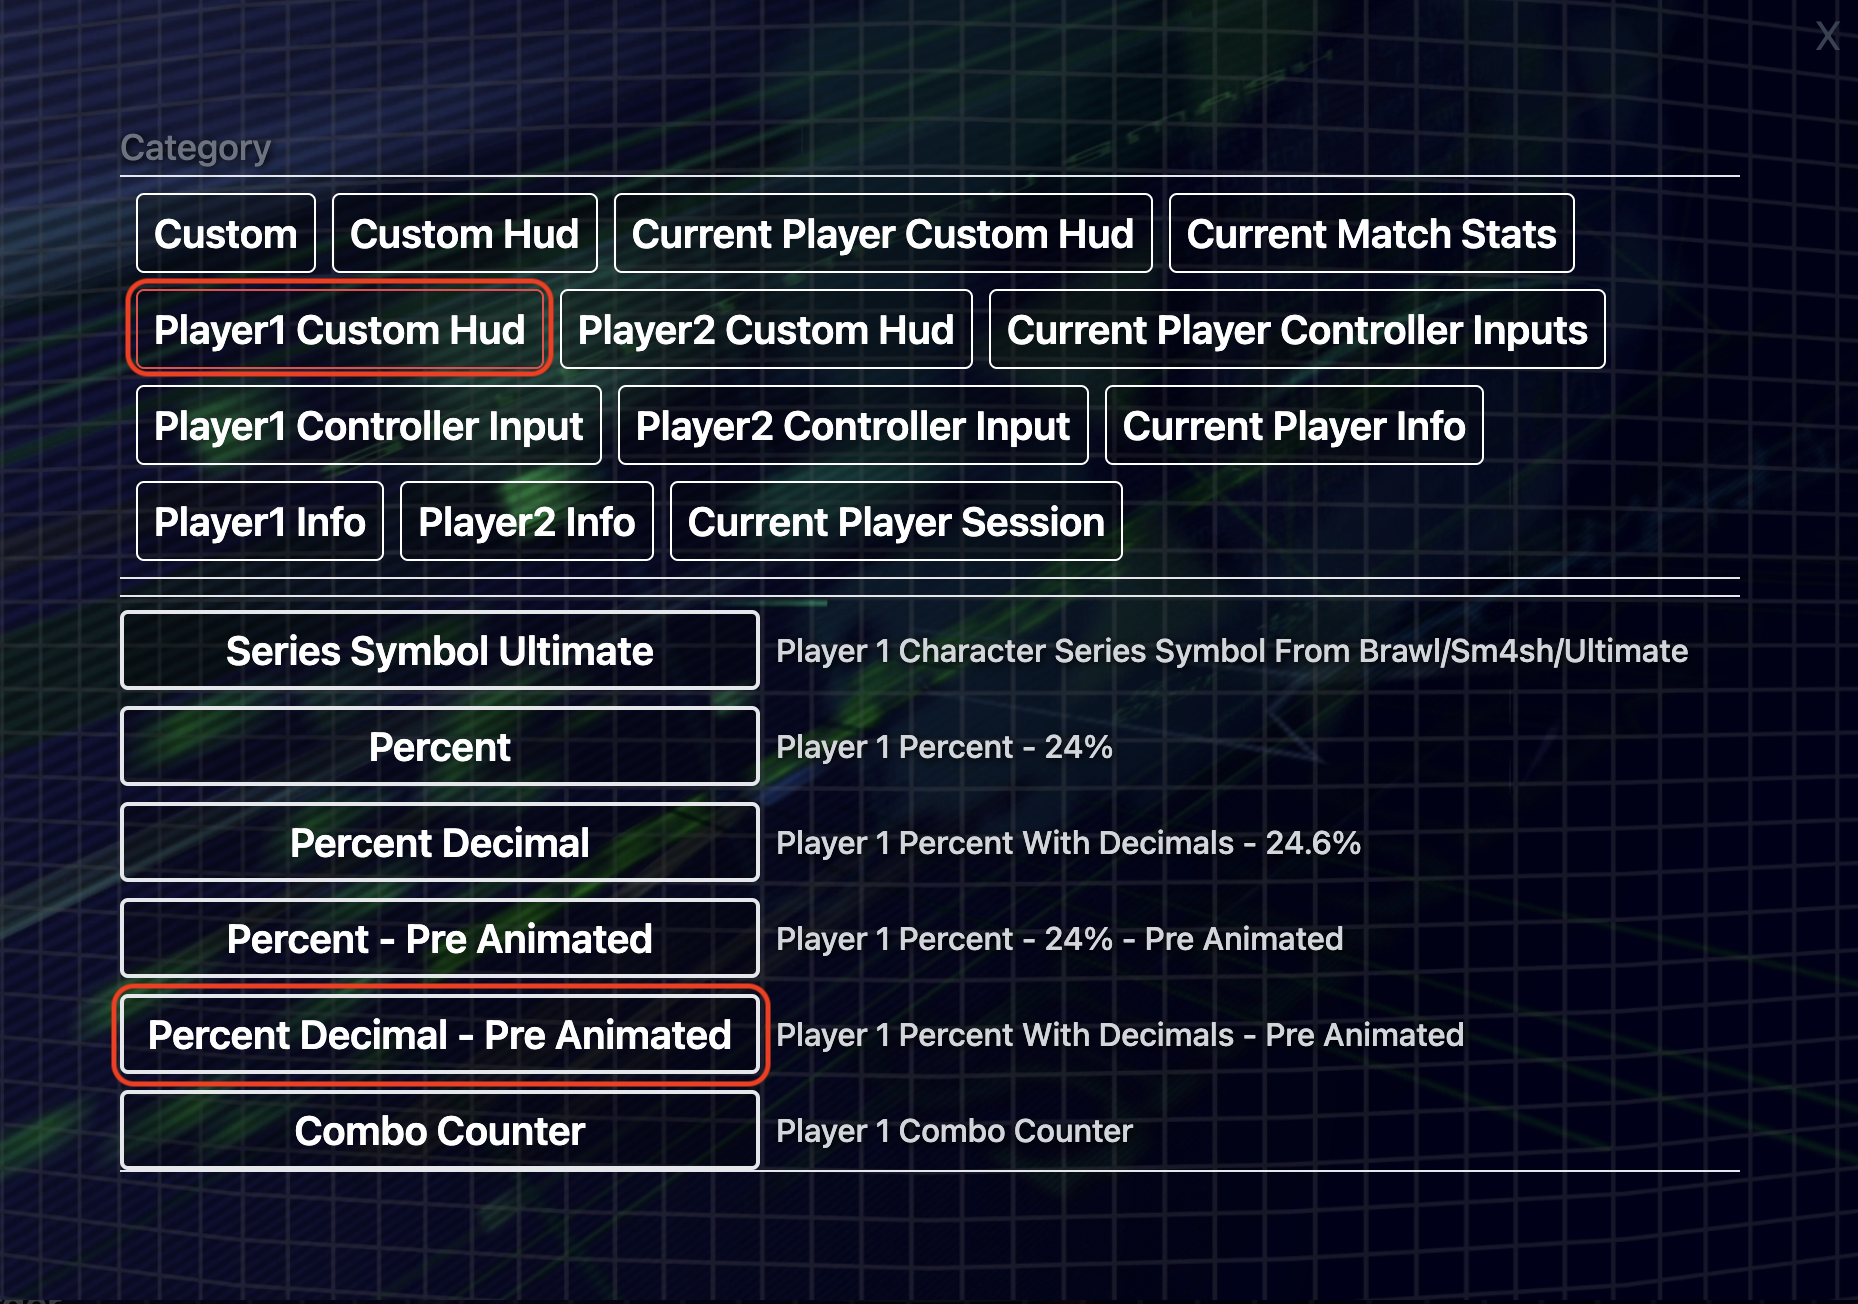 X
Category
Custom Custom Hud Current Player Custom Hud Current Match Stats
Player1 Custom Hud Player2 Custom Hud Current Player Controller Inputs
Player1 Controller Input Player2 Controller Input Current Player Info
Player1 Info Player2 Info Current Player Session
Series Symbol Ultimate Player 1 Character Series Symbol From Brawl/Sm4sh/Ultimate
Percent Player 1 Percent - 24%
Percent Decimal Player 1 Percent With Decimals - 24.6%
Percent - Pre Animated Player 1 Percent - 24% - Pre Animated
Percent Decimal - Pre Animated Player 1 Percent With Decimals - Pre Animated
Combo Counter Player 1 Combo Counter